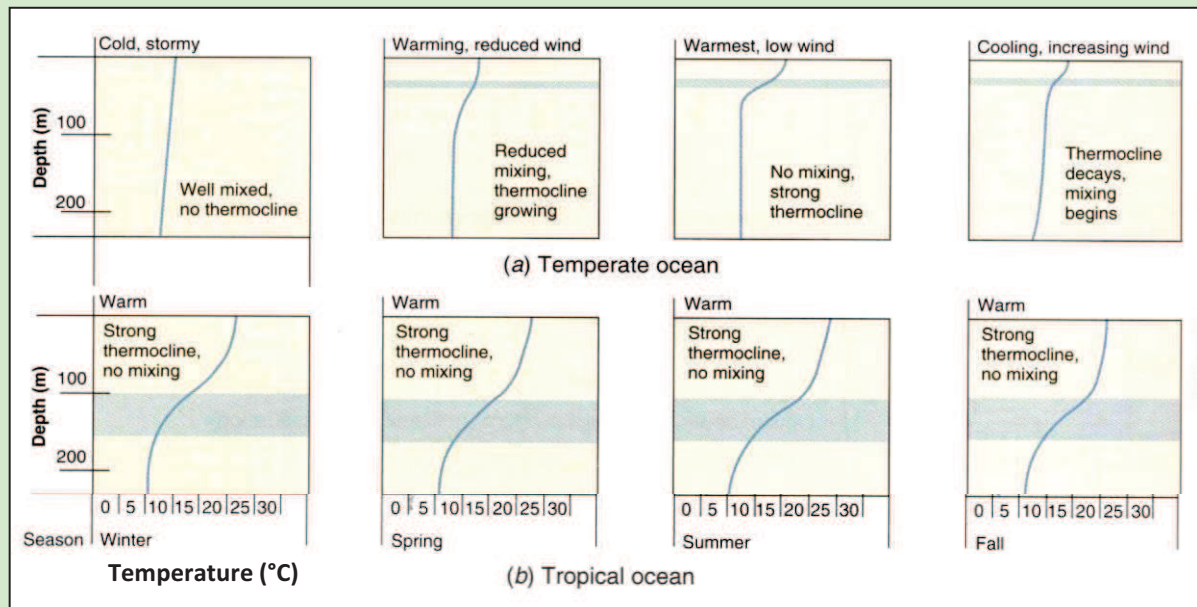 Cold, stormy
Warming, reduced wind
Warmest, low wind
Cooling, increasing wind
Depth (m)
100
200
Well mixed,
no thermocline
Reduced
mixing,
thermocline
growing
No mixing,
strong
thermocline
Thermocline
decays,
mixing
begins
(a) Temperate ocean
Warm
Warm
Warm
Warm
Depth (m)
100
200
Strong
thermocline,
no mixing
Strong
thermocline,
no mixing
Strong
thermocline,
no mixing
Strong
thermocline,
no mixing
0 5 10 15 20 25 30
0 5 10 15 20 25 30
0 5 10 15 20 25 30
0 5 10 15 20 25 30
Season Winter
Spring
Summer
Fall
Temperature (°C)
(b) Tropical ocean